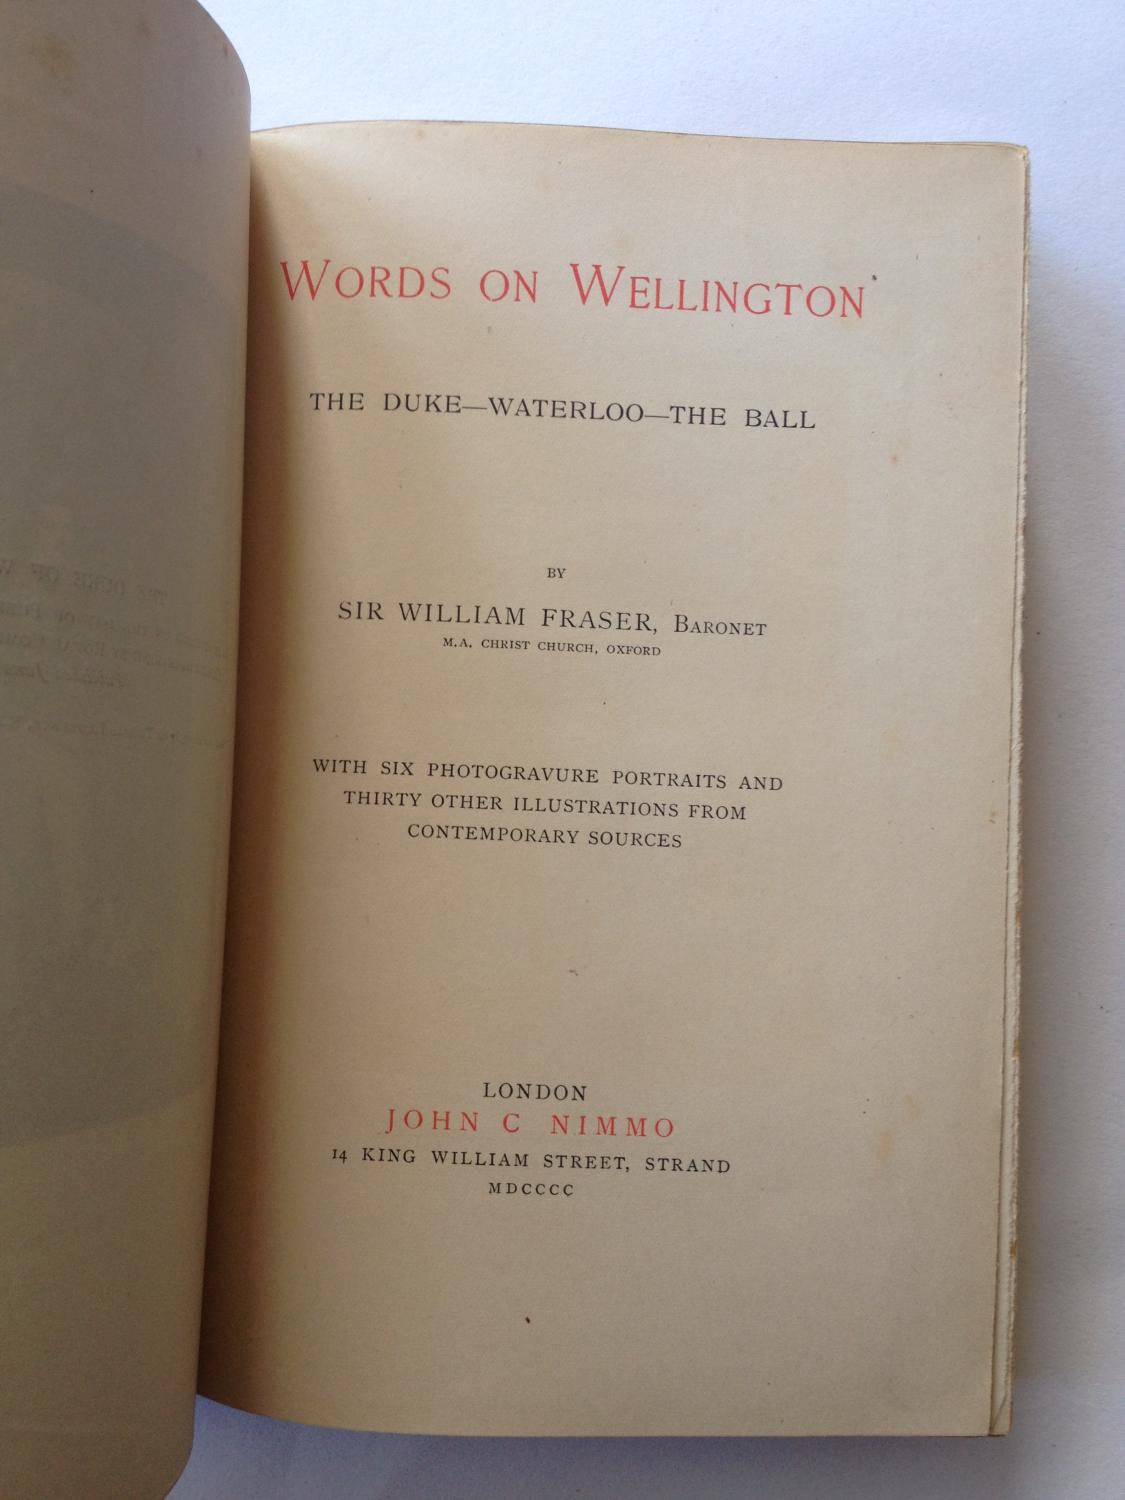 WORDS ON WELLINGTON
THE DUKE—WATERLOO—THE BALL
BY
SIR WILLIAM FRASER, BARONET
M.A. CHRIST CHURCH, OXFORD
WITH SIX PHOTOGRAVURE PORTRAITS AND
THIRTY OTHER ILLUSTRATIONS FROM
CONTEMPORARY SOURCES
LONDON
JOHN C NIMMO
14 KING WILLIAM STREET, STRAND
MDCCCC